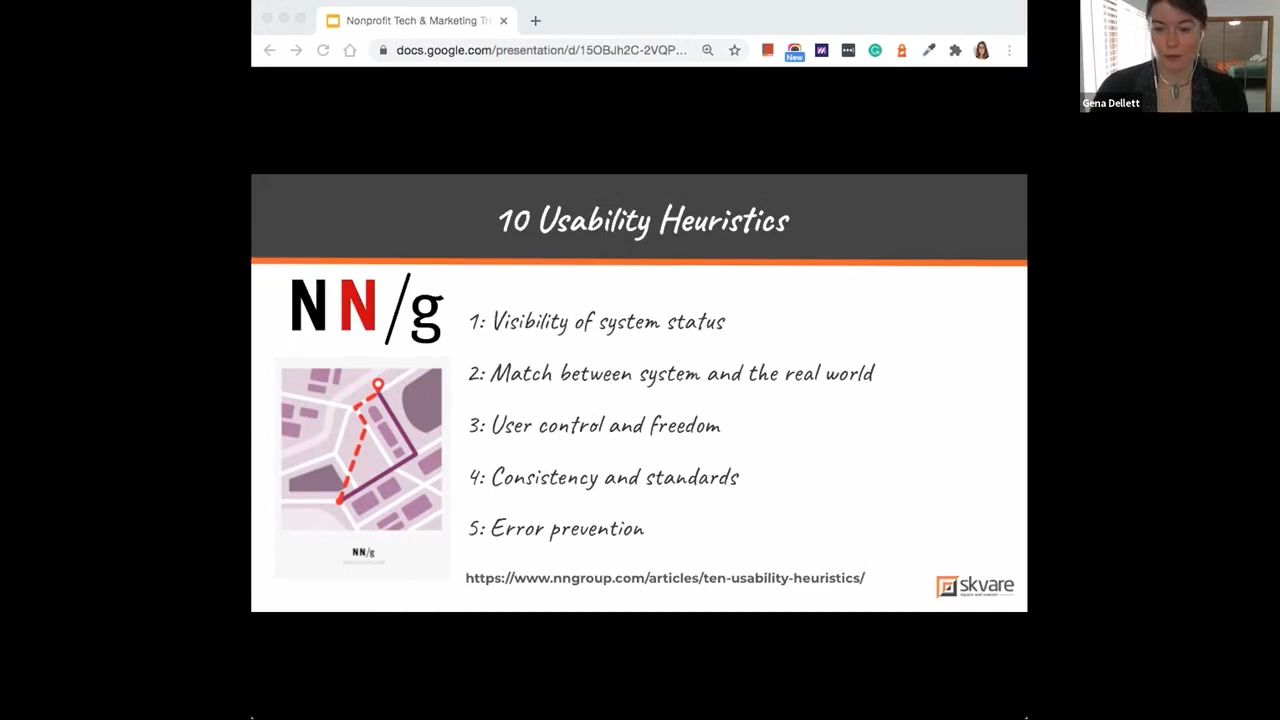 Nonprofit Tech & Marketing Tr
docs.google.com/presentation/d/15OBJh2C-2VQP...
New
Gena Dellett
10 Usability Heuristics
NN/g
1: Visibility of system status
2: Match between system and the real world
3: User control and freedom
4: Consistency and standards
5: Error prevention
NN/g
https://www.nngroup.com/articles/ten-usability-heuristics/
skvare